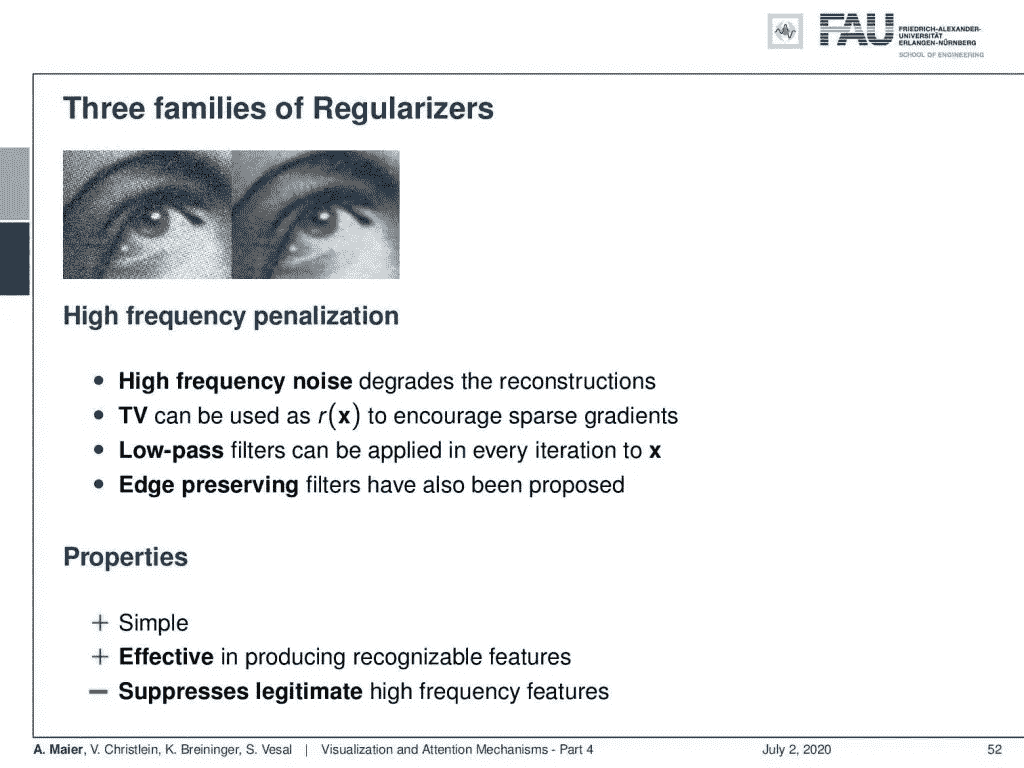 FAU
FRIEDRICH-ALEXANDER-
UNIVERSITÄT
ERLANGEN-NÜRNBERG
SCHOOL OF ENGINEERING
Three families of Regularizers
High frequency penalization
• High frequency noise degrades the reconstructions
• TV can be used as r(x) to encourage sparse gradients
• Low-pass filters can be applied in every iteration to x
• Edge preserving filters have also been proposed
Properties
+ Simple
+ Effective in producing recognizable features
− Suppresses legitimate high frequency features
A. Maier, V. Christlein, K. Breininger, S. Vesal | Visualization and Attention Mechanisms - Part 4 July 2, 2020 52